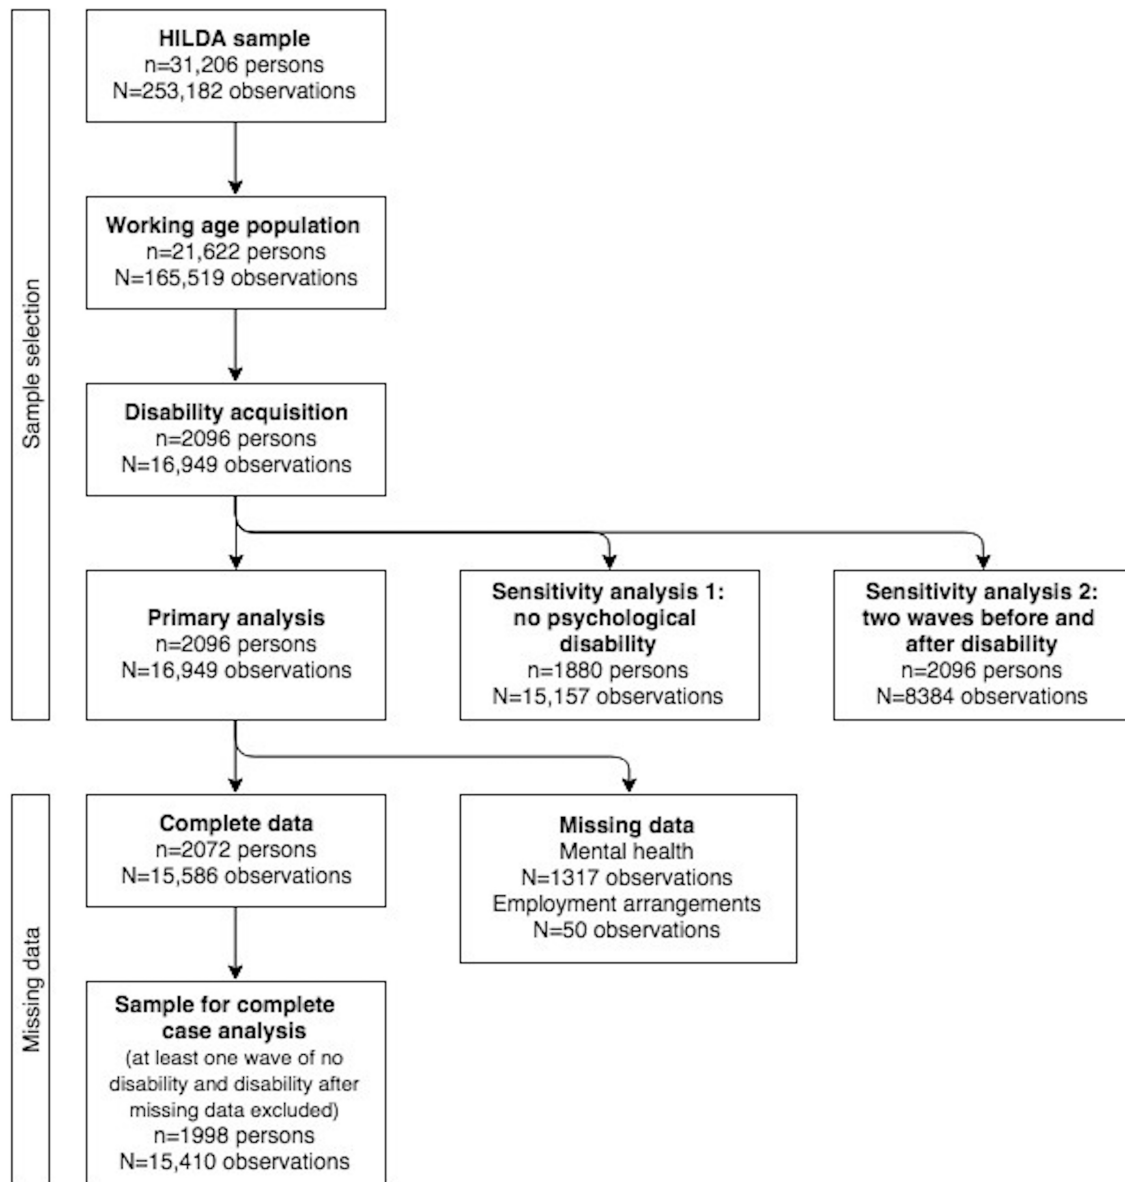 HILDA sample
n=31,206 persons
N=253,182 observations
Working age population
n=21,622 persons
N=165,519 observations
Sample selection
Disability acquisition
n=2096 persons
N=16,949 observations
Primary analysis
n=2096 persons
N=16,949 observations
Sensitivity analysis 1:
no psychological
disability
n=1880 persons
N=15,157 observations
Sensitivity analysis 2:
two waves before and
after disability
n=2096 persons
N=8384 observations
Complete data
n=2072 persons
N=15,586 observations
Missing data
Mental health
N=1317 observations
Employment arrangements
N=50 observations
Missing data
Sample for complete
case analysis
(at least one wave of no
disability and disability after
missing data excluded)
n=1998 persons
N=15,410 observations